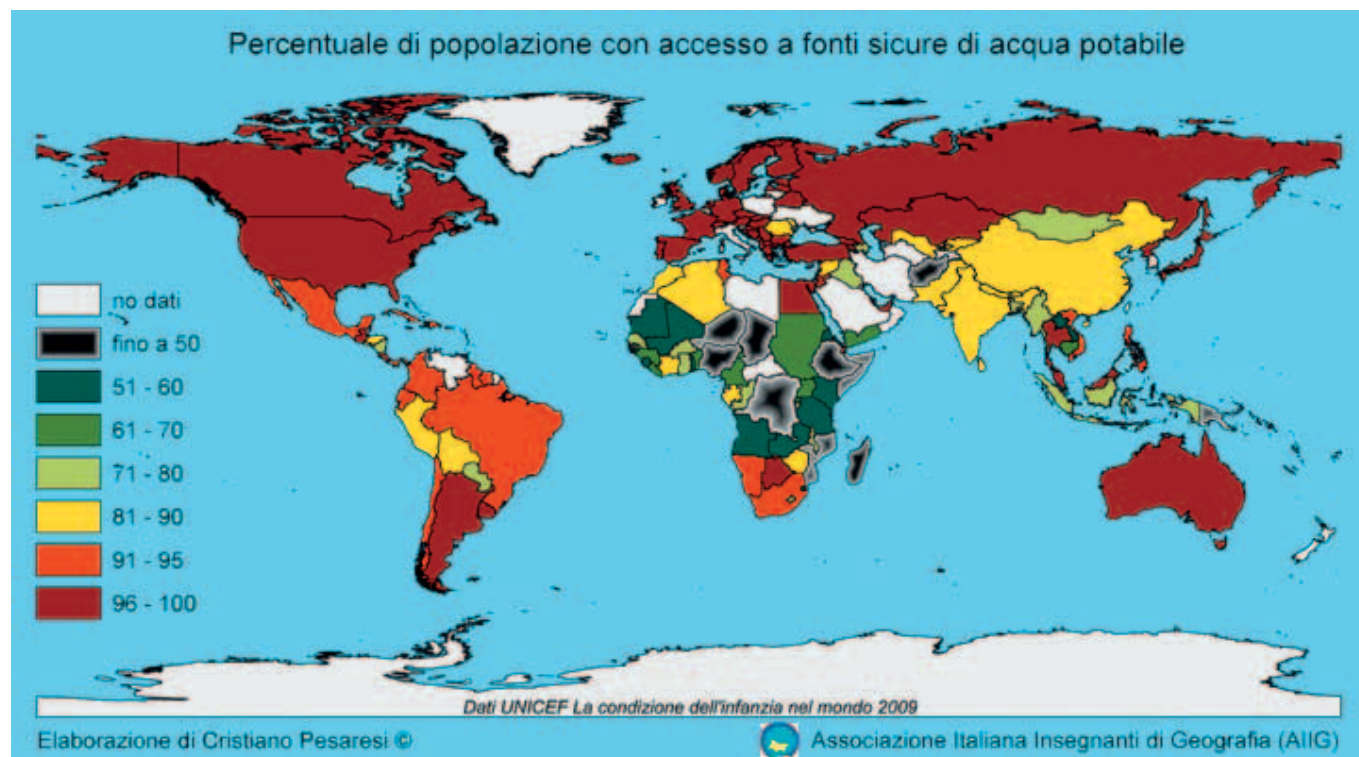 Percentuale di popolazione con accesso a fonti sicure di acqua potabile
no dati
fino a 50
51 - 60
61 - 70
71 - 80
81 - 90
91 - 95
96 - 100
Dati UNICEF La condizione dell'infanzia nel mondo 2009
Elaborazione di Cristiano Pesaresi ©
Associazione Italiana Insegnanti di Geografia (AIIG)